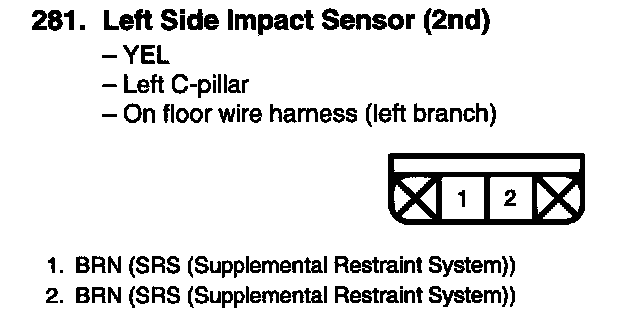 281. Left Side Impact Sensor (2nd)
– YEL
– Left C-pillar
– On floor wire harness (left branch)
1 2
1. BRN (SRS (Supplemental Restraint System))
2. BRN (SRS (Supplemental Restraint System))